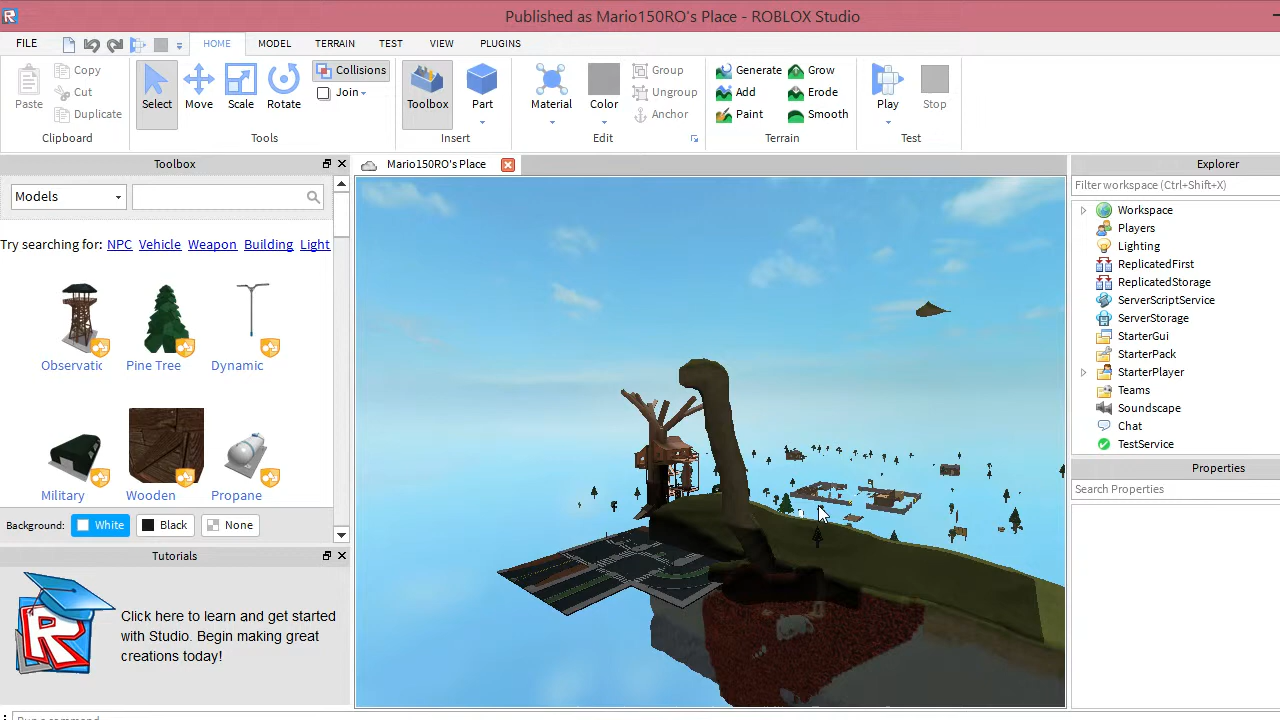 Published as Mario150RO's Place - ROBLOX Studio
FILE HOME MODEL TERRAIN TEST VIEW PLUGINS
Paste Copy Cut Duplicate
Clipboard
Select Move Scale Rotate Collisions Join
Tools
Toolbox Part
Insert
Material Color Group Ungroup Anchor
Edit
Generate Grow
Add Erode
Paint Smooth
Terrain
Play Stop
Test
Toolbox
Models
Try searching for: NPC Vehicle Weapon Building Light
Observatic Pine Tree Dynamic
Military Wooden Propane
Background: White Black None
Tutorials
Click here to learn and get started
with Studio. Begin making great
creations today!
Mario150RO's Place
Explorer
Filter workspace (Ctrl+Shift+X)
Workspace
Players
Lighting
ReplicatedFirst
ReplicatedStorage
ServerScriptService
ServerStorage
StarterGui
StarterPack
StarterPlayer
Teams
Soundscape
Chat
TestService
Properties
Search Properties